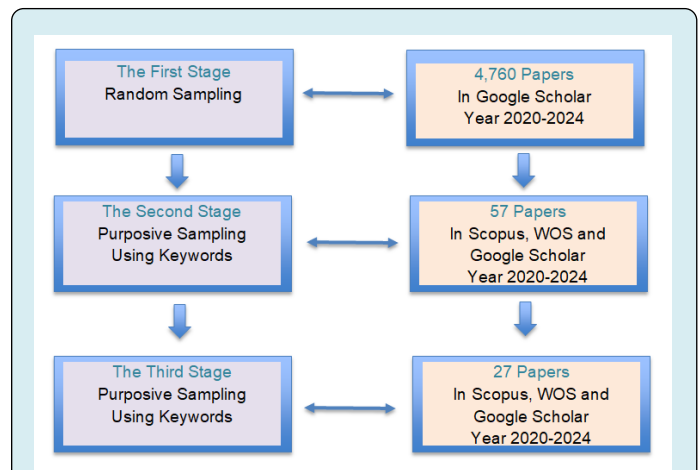 The First Stage
Random Sampling
4,760 Papers
In Google Scholar
Year 2020-2024
The Second Stage
Purposive Sampling
Using Keywords
57 Papers
In Scopus, WOS and
Google Scholar
Year 2020-2024
The Third Stage
Purposive Sampling
Using Keywords
27 Papers
In Scopus, WOS and
Google Scholar
Year 2020-2024